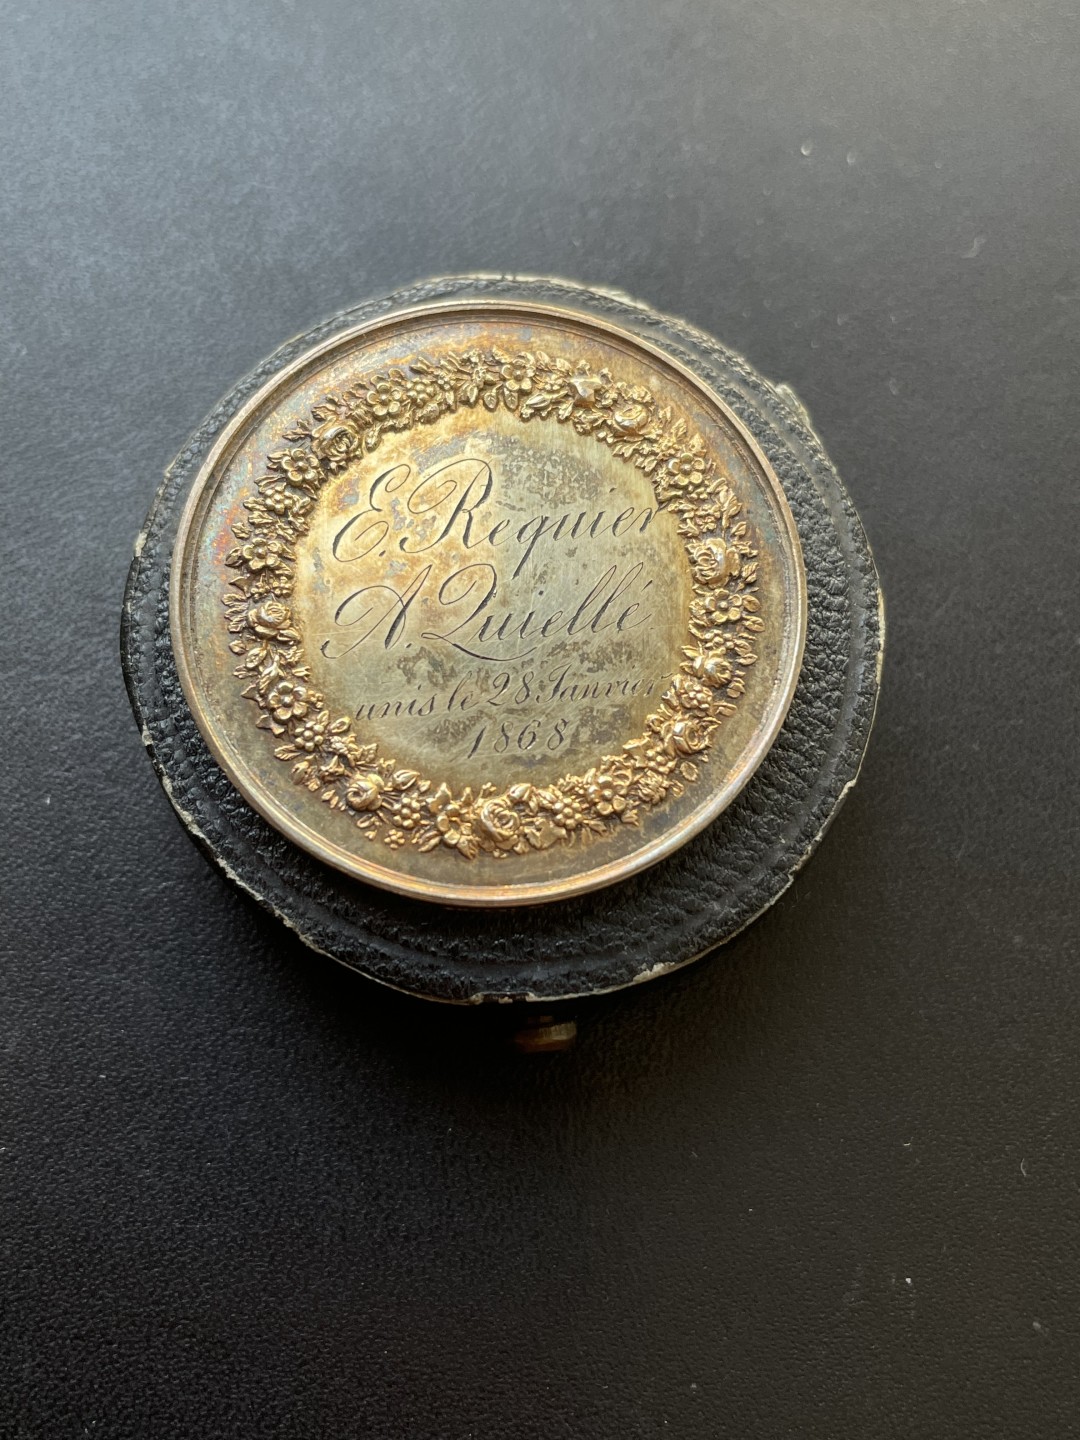 E. Requier
A. Quiellé
unis le 28 Janvier
1868